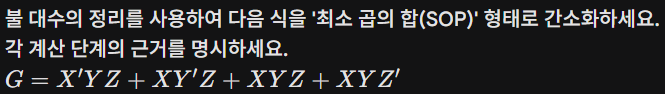 불 대수의 정리를 사용하여 다음 식을 '최소 곱의 합(SOP)' 형태로 간소화하세요.
각 계산 단계의 근거를 명시하세요.
G = X'YZ + XY'Z + XYZ + XYZ'